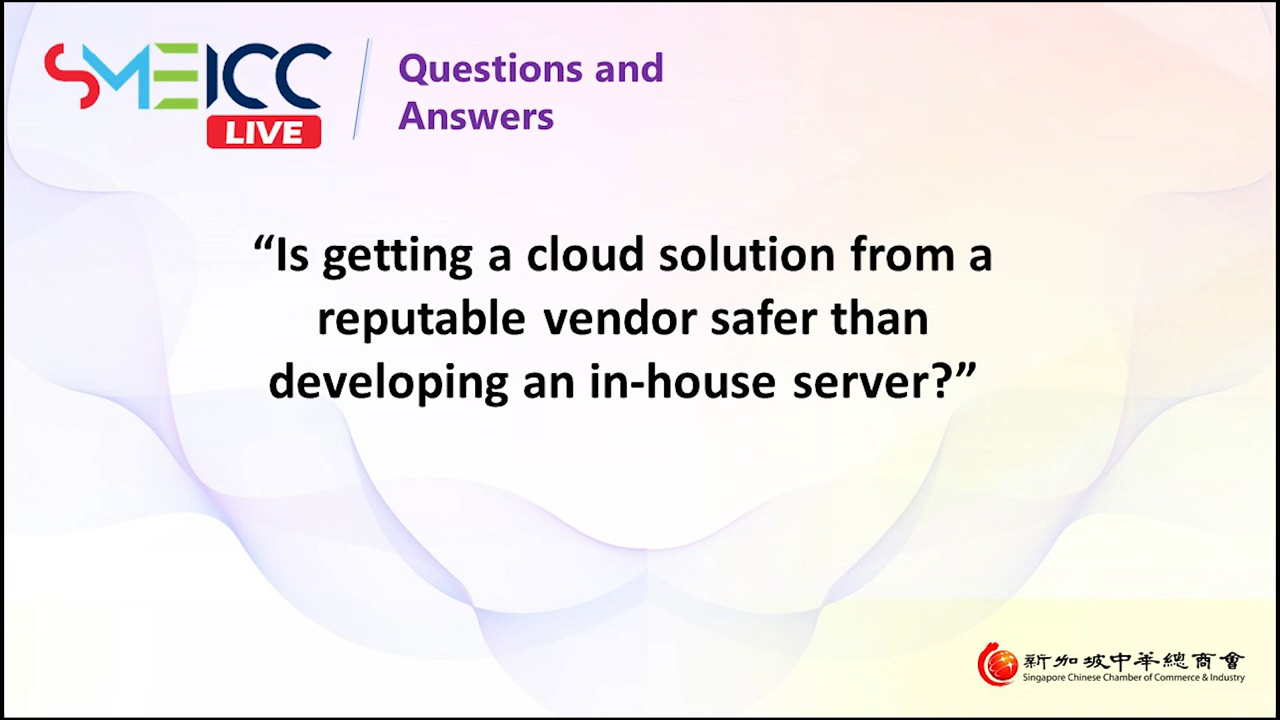 SMEICC
LIVE
Questions and
Answers
“Is getting a cloud solution from a
reputable vendor safer than
developing an in-house server?”
新加坡中華總商會
Singapore Chinese Chamber of Commerce & Industry